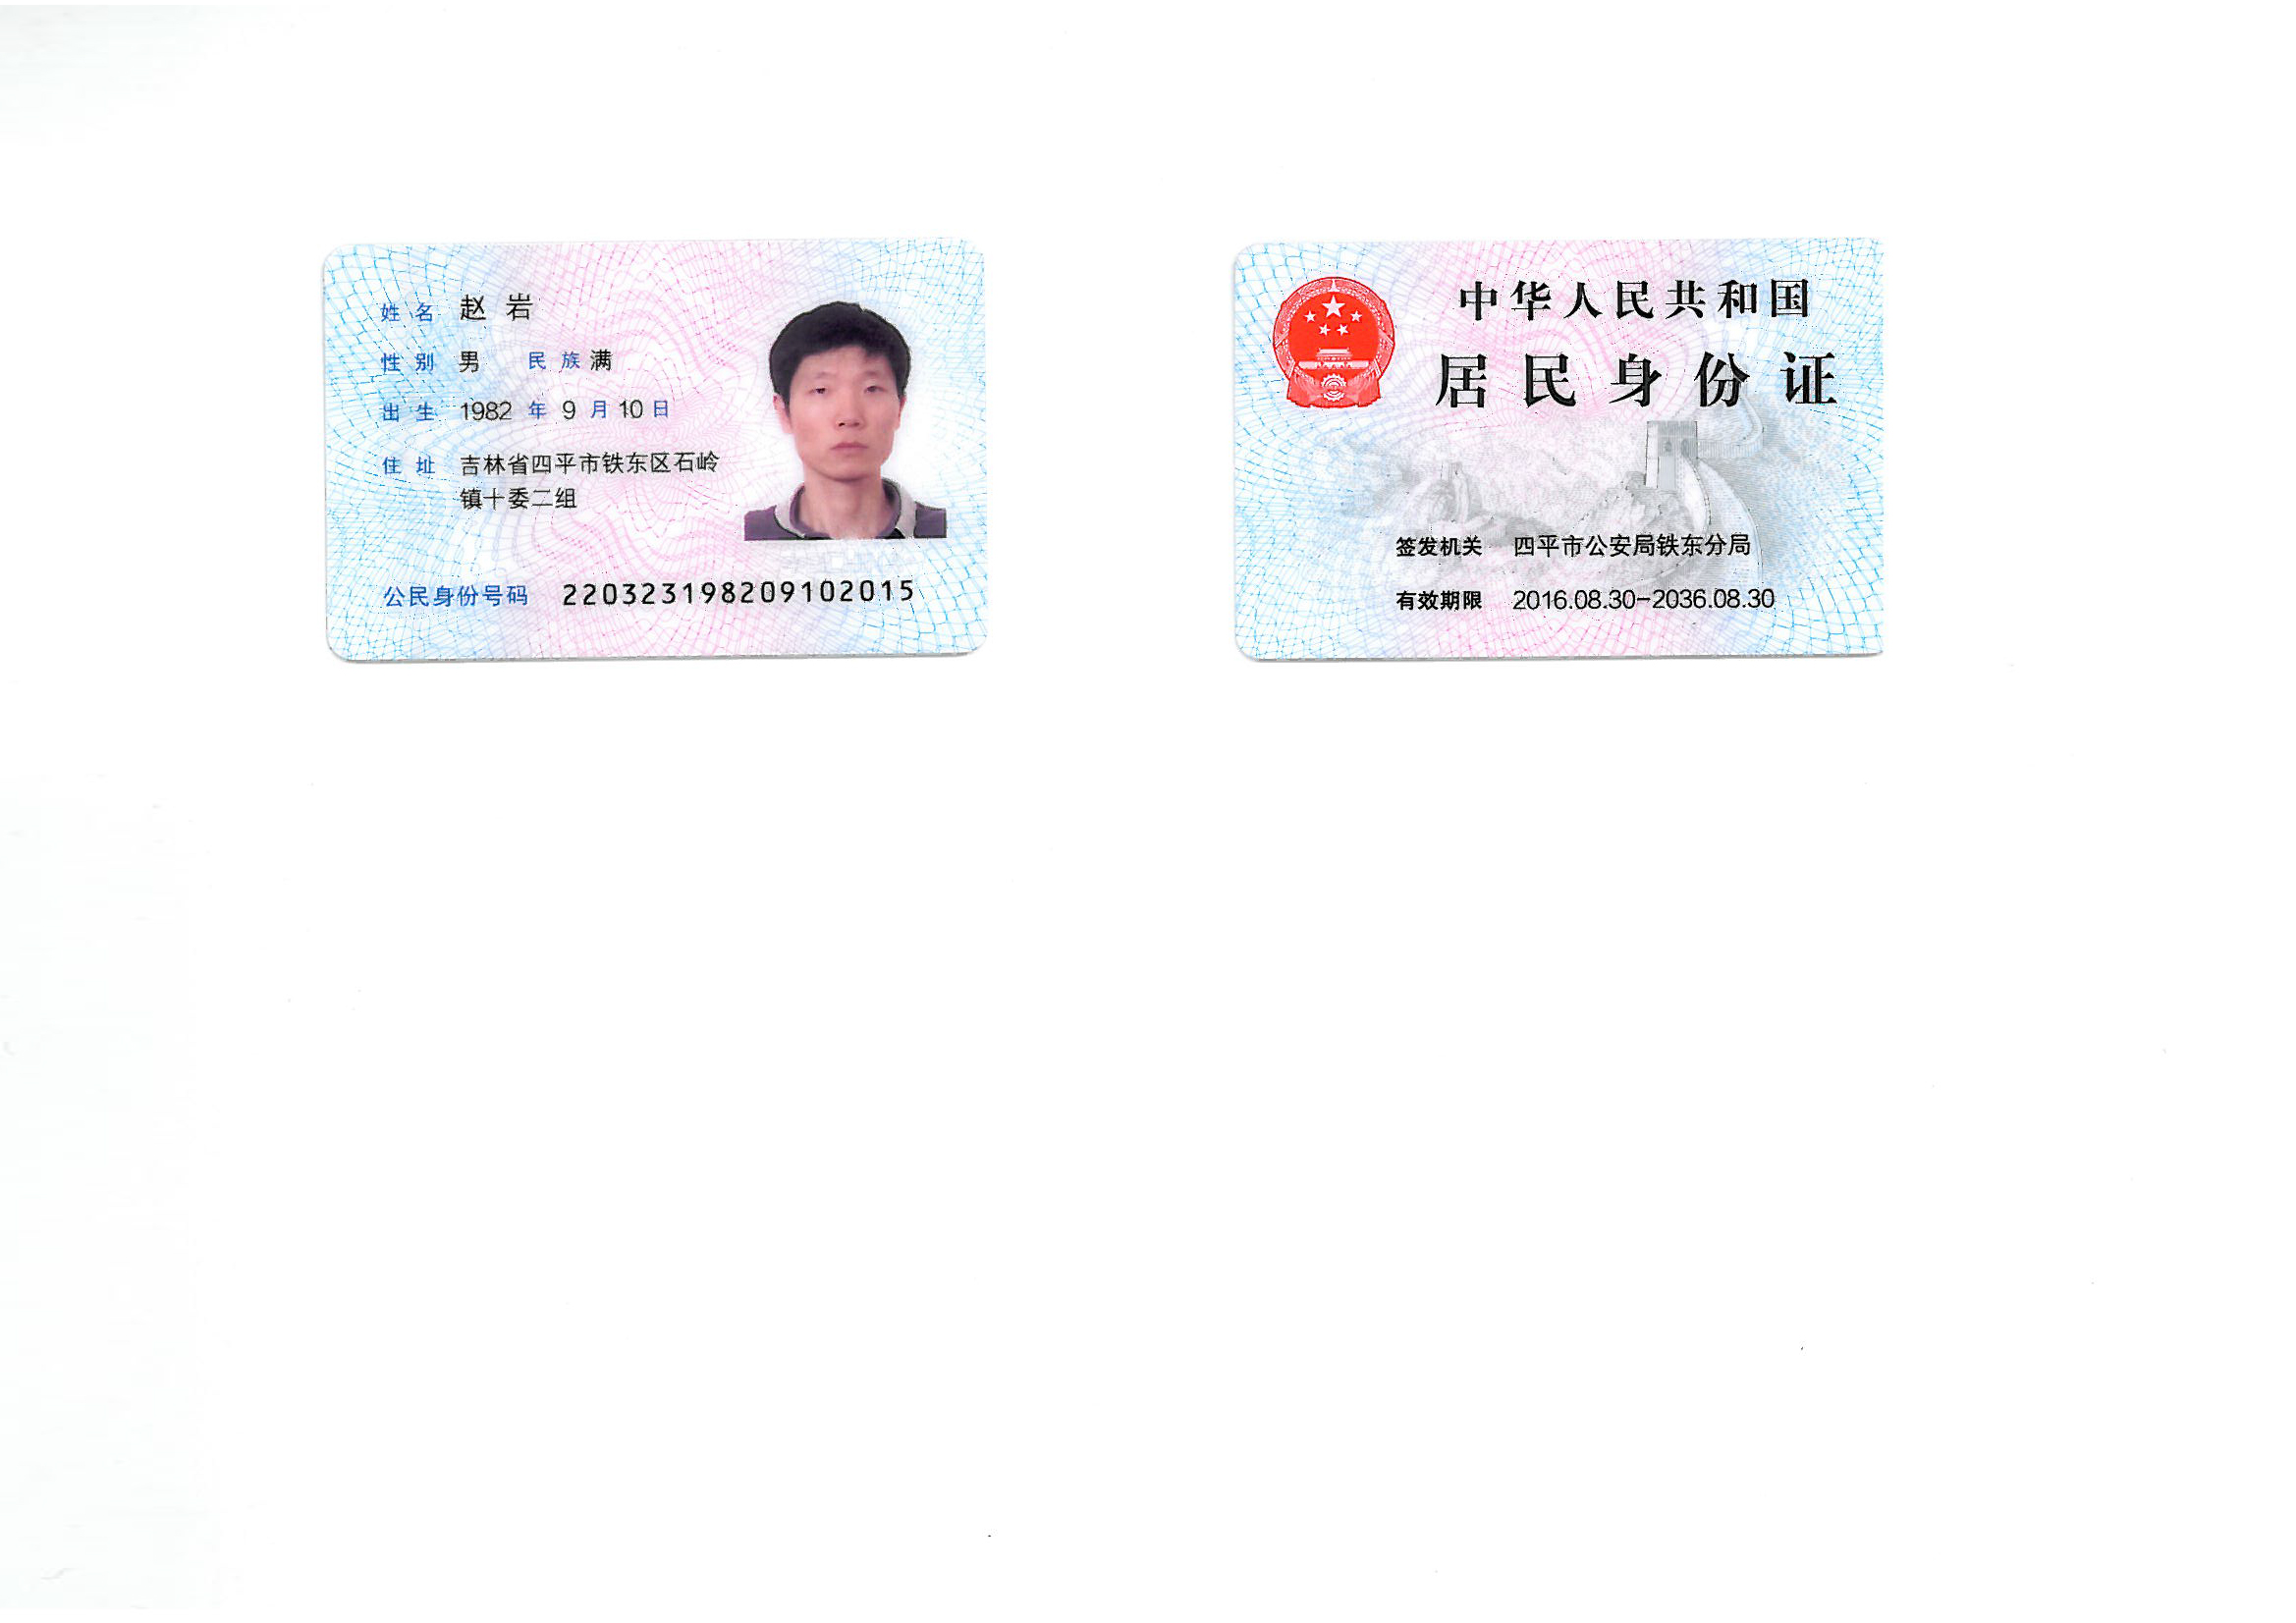 姓名 赵岩
性别 男 民族 满
出生 1982 年 9 月 10 日
住址 吉林省四平市铁东区石岭
镇十委二组
公民身份号码 220323198209102015
中华人民共和国
居民身份证
签发机关 四平市公安局铁东分局
有效期限 2016.08.30-2036.08.30